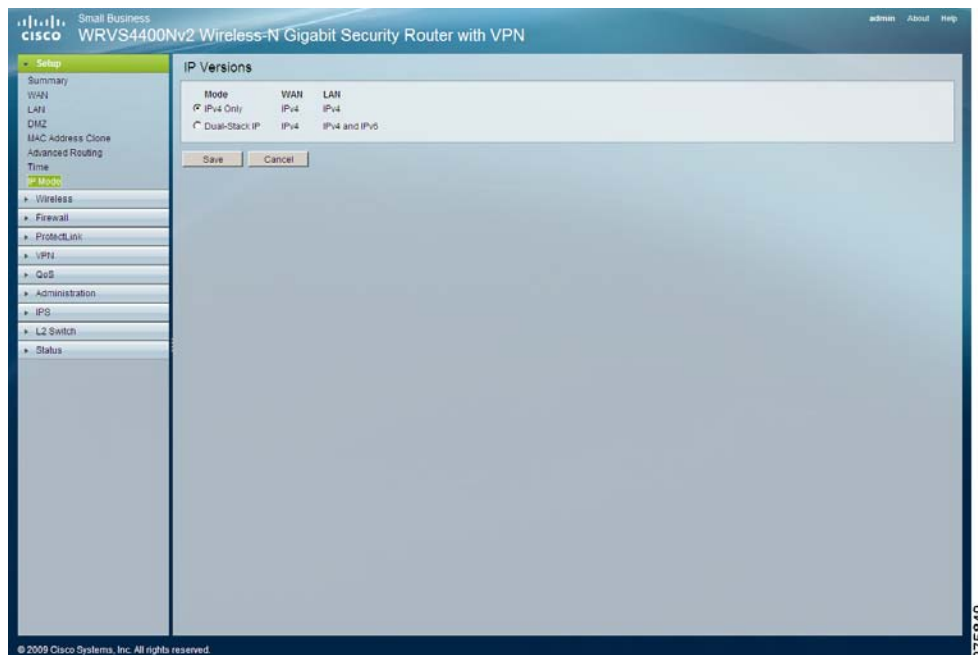 Small Business
CISCO WRVS4400Nv2 Wireless-N Gigabit Security Router with VPN
admin About Help
Setup
Summary
WAN
LAN
DMZ
MAC Address Clone
Advanced Routing
Time
IP Mode
Wireless
Firewall
ProtectLink
VPN
QoS
Administration
IPS
L2 Switch
Status
IP Versions
Mode WAN LAN
IPv4 Only IPv4 IPv4
Dual-Stack IP IPv4 IPv4 and IPv6
Save Cancel
© 2009 Cisco Systems, Inc. All rights reserved.